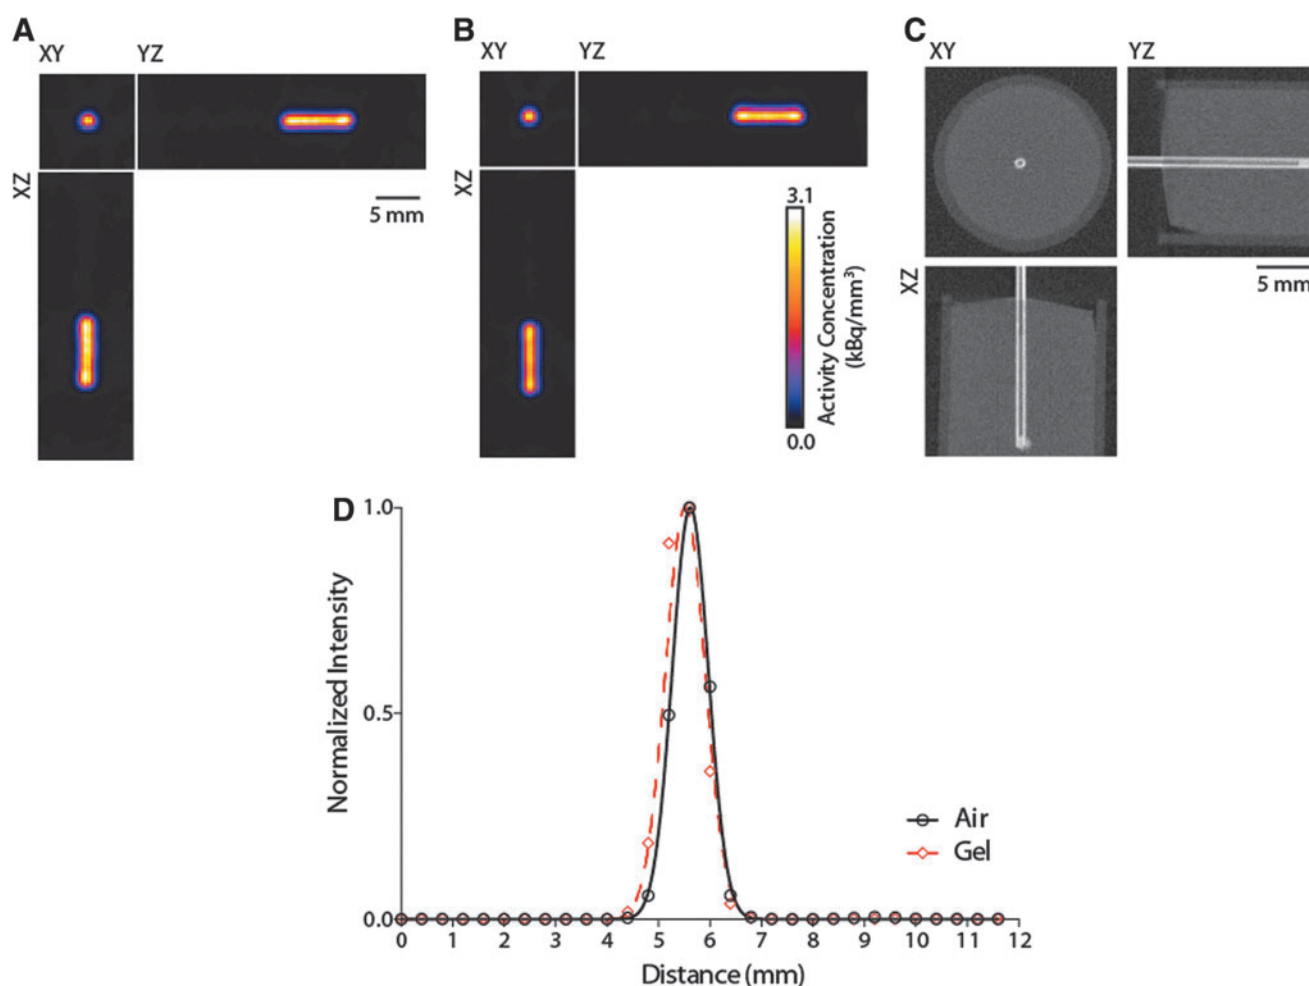 A
XY
YZ
XZ
5 mm
B
XY
YZ
XZ
3.1
Activity Concentration
(kBq/mm³)
0.0
C
XY
YZ
XZ
5 mm
D
1.0
0.5
0.0
Normalized Intensity
Air
Gel
0 1 2 3 4 5 6 7 8 9 10 11 12
Distance (mm)